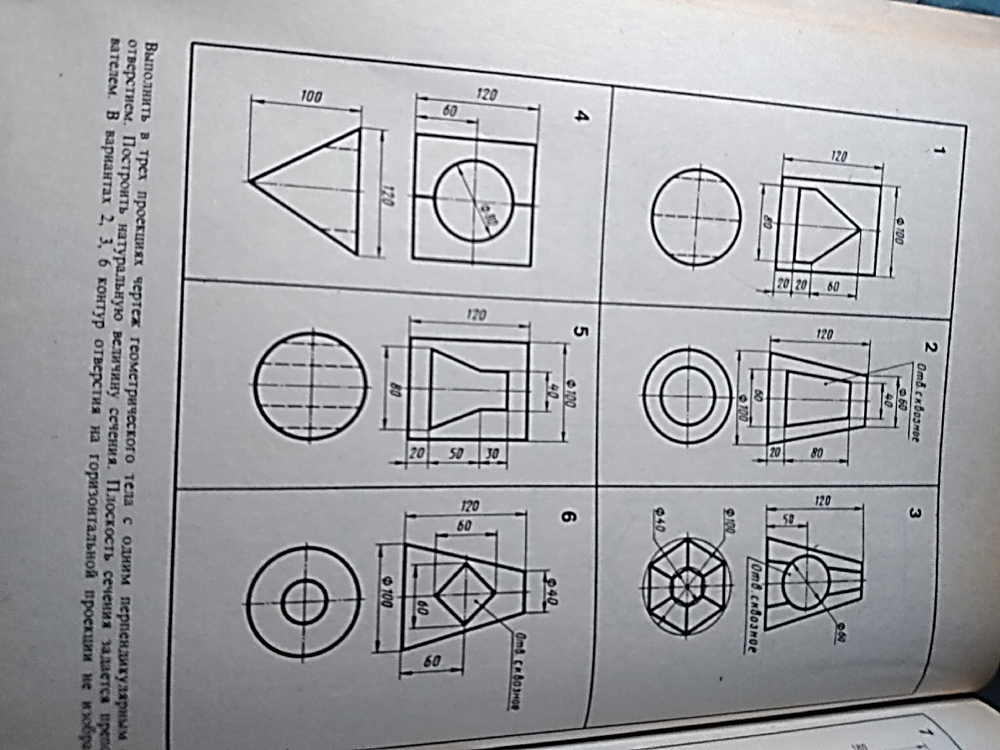 1
120
80
Ф100
20
20
60
2
Отв. сквозное
120
Ф60
40
60
Ф100
20
80
3
120
50
Ф60
Ф100
Ф40
Отв. сквозное
4
120
60
100
120
5
120
Ф100
40
80
20
50
30
6
120
60
Ф40
60
Ф100
60
Отв. сквозное
Выполнить в трех проекциях чертеж геометрического тела с одним перпендикулярным
отверстием. Построить натуральную величину сечения. Плоскость сечения задается
вателем. В вариантах 2, 3, 6 контур отверстия на горизонтальной проекции не
1